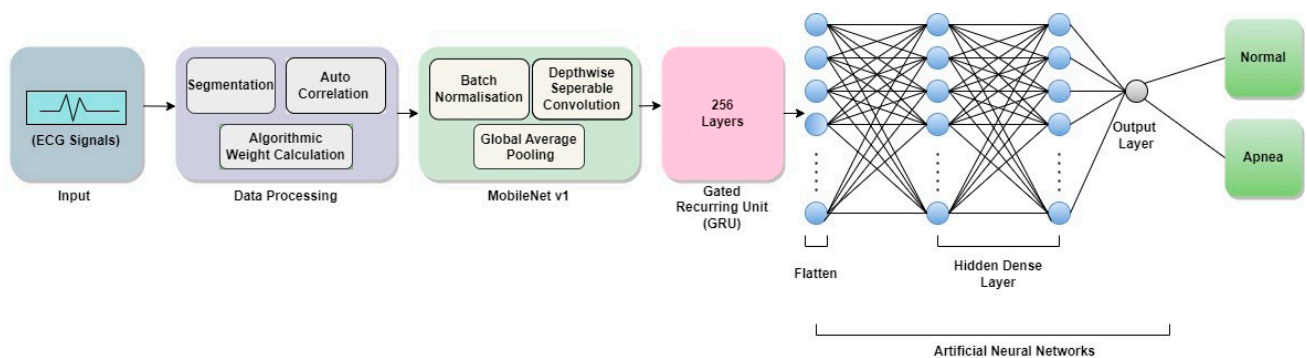 (ECG Signals)
Input
Segmentation
Auto
Correlation
Algorithmic
Weight Calculation
Data Processing
Batch
Normalisation
Depthwise
Seperable
Convolution
Global Average
Pooling
MobileNet v1
256
Layers
Gated
Recurring Unit
(GRU)
Flatten
Hidden Dense
Layer
Output
Layer
Normal
Apnea
Artificial Neural Networks